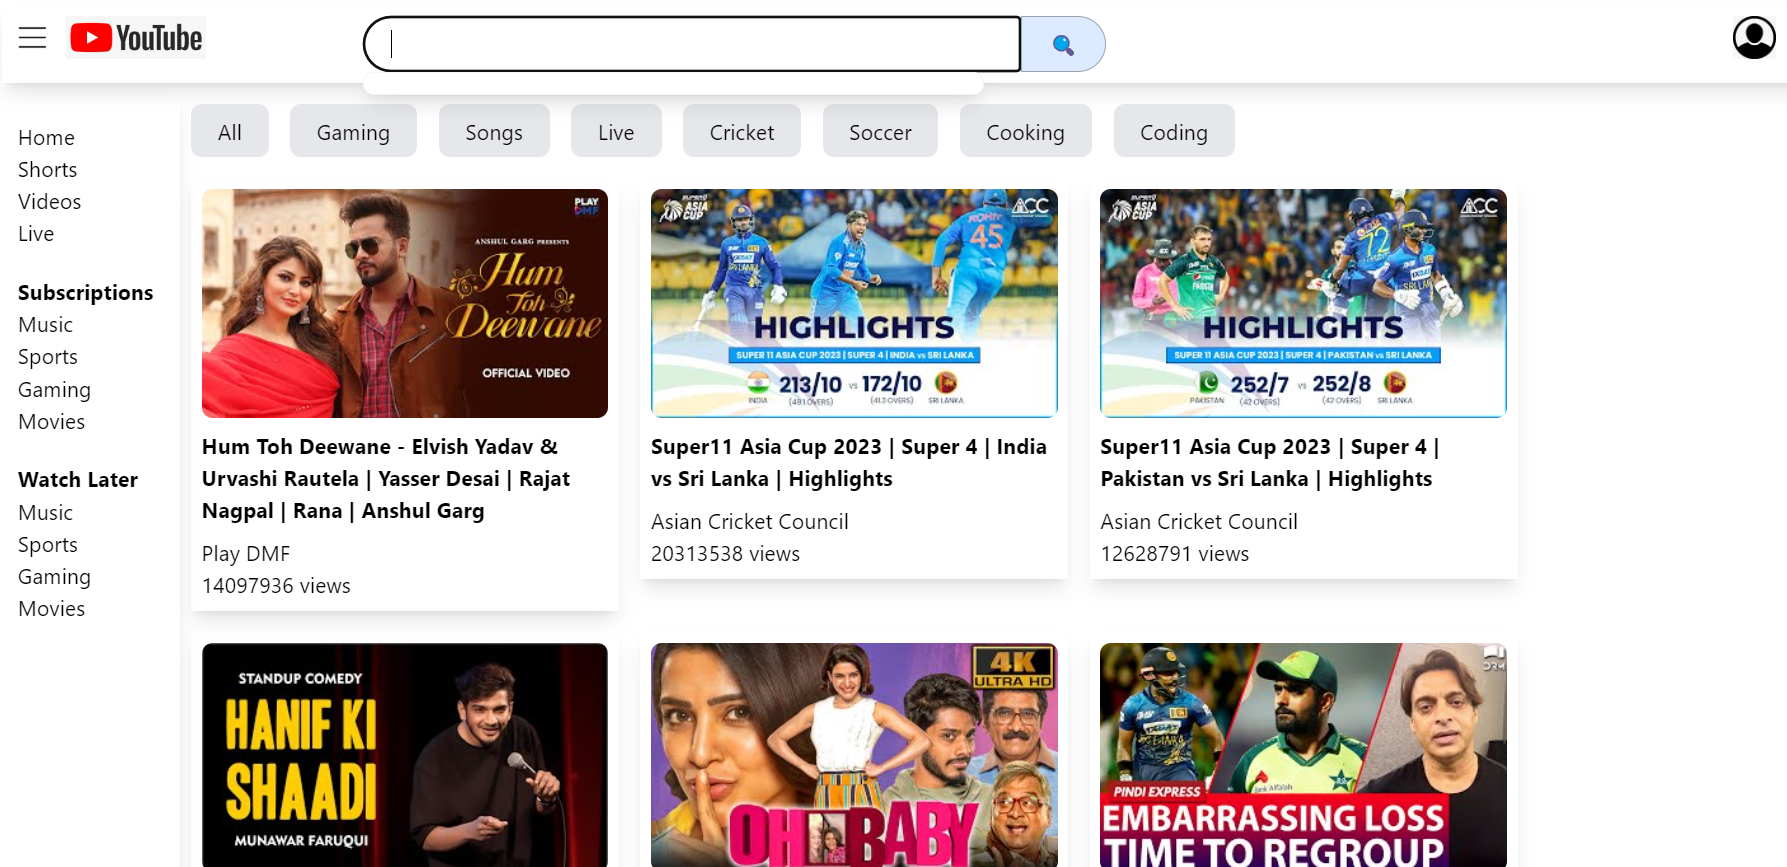 YouTube
All
Gaming
Songs
Live
Cricket
Soccer
Cooking
Coding
Home
Shorts
Videos
Live
Subscriptions
Music
Sports
Gaming
Movies
Watch Later
Music
Sports
Gaming
Movies
PLAY
DMF
ANSHUL GARG PRESENTS
Hum
Toh
Deewane
OFFICIAL VIDEO
Hum Toh Deewane - Elvish Yadav &
Urvashi Rautela | Yasser Desai | Rajat
Nagpal | Rana | Anshul Garg
Play DMF
14097936 views
SUPER11
ASIA
CUP
ACC
ROHIT
45
SRI LANKA
HIGHLIGHTS
SUPER 11 ASIA CUP 2023 | SUPER 4 | INDIA vs SRI LANKA
213/10 vs 172/10
INDIA (49.1 OVERS) (41.3 OVERS) SRI LANKA
Super11 Asia Cup 2023 | Super 4 | India
vs Sri Lanka | Highlights
Asian Cricket Council
20313538 views
SUPER11
ASIA
CUP
ACC
72
PAKISTAN
HIGHLIGHTS
SUPER 11 ASIA CUP 2023 | SUPER 4 | PAKISTAN vs SRI LANKA
252/7 vs 252/8
PAKISTAN (42 OVERS) (42 OVERS) SRI LANKA
Super11 Asia Cup 2023 | Super 4 |
Pakistan vs Sri Lanka | Highlights
Asian Cricket Council
12628791 views
STANDUP COMEDY
HANIF KI
SHAADI
MUNAWAR FARUQUI
4K
ULTRA HD
OH BABY
PINDI EXPRESS
EMBARRASSING LOSS
TIME TO REGROUP